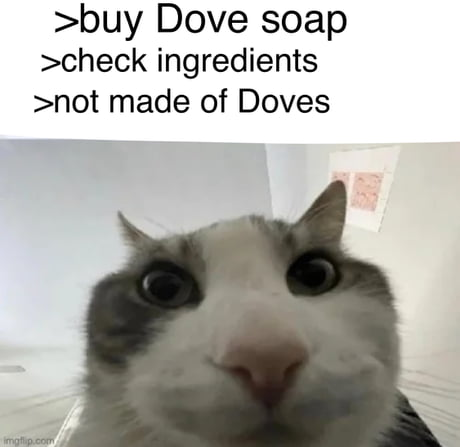 >buy Dove soap
>check ingredients
>not made of Doves
imgflip.com